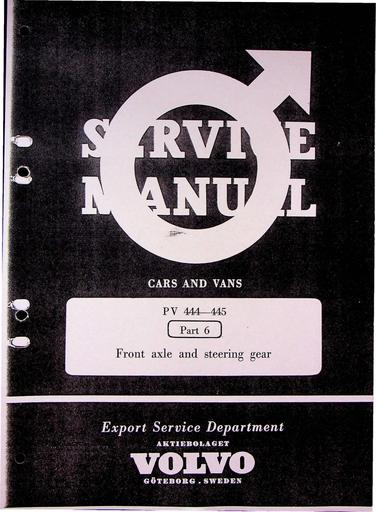 SERVICE
MANUAL
CARS AND VANS
PV 444—445
Part 6
Front axle and steering gear
Export Service Department
AKTIEBOLAGET
VOLVO
GÖTEBORG . SWEDEN